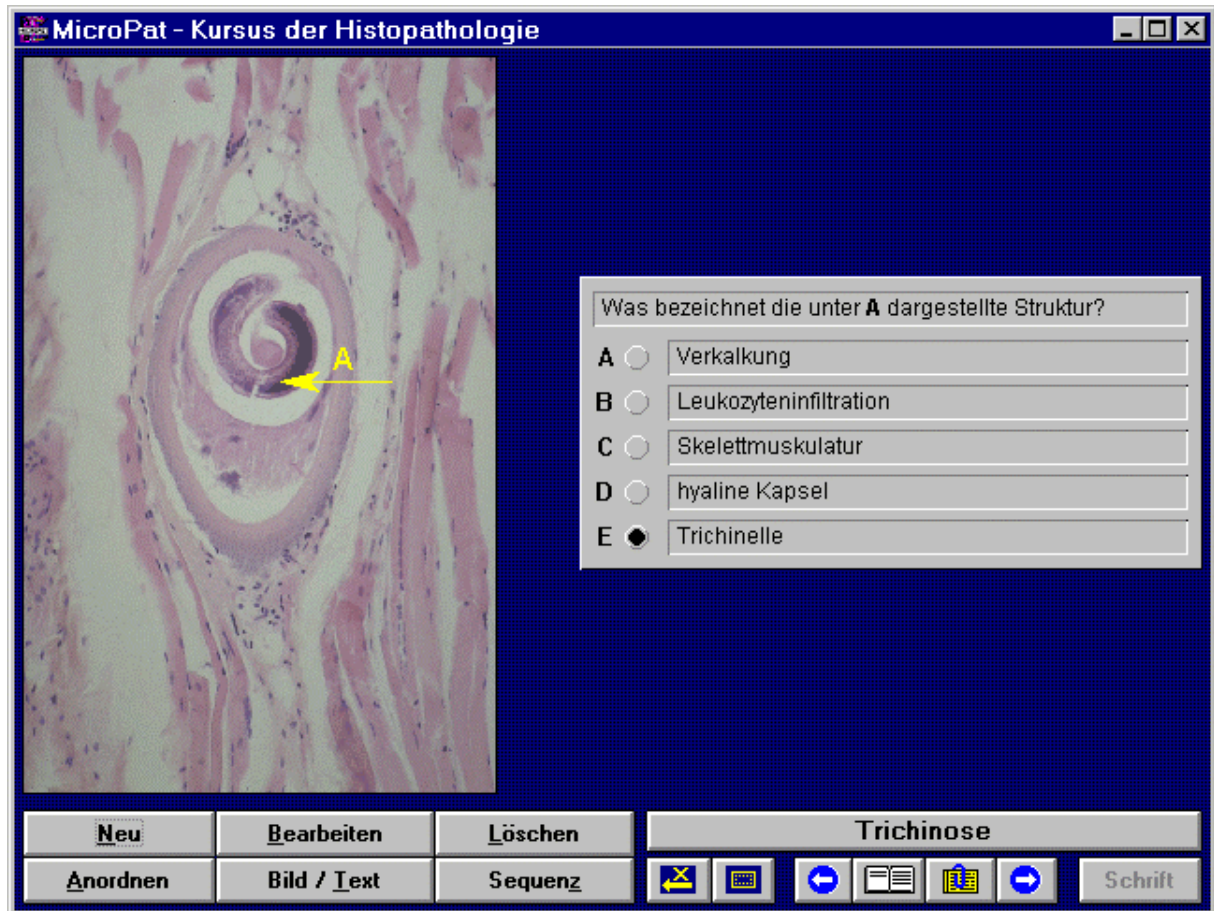 MicroPat - Kursus der Histopathologie
A
Was bezeichnet die unter A dargestellte Struktur?
A Verkalkung
B Leukozyteninfiltration
C Skelettmuskulatur
D hyaline Kapsel
E Trichinelle
Neu Bearbeiten Löschen Trichinose
Anordnen Bild / Text Sequenz Schrift